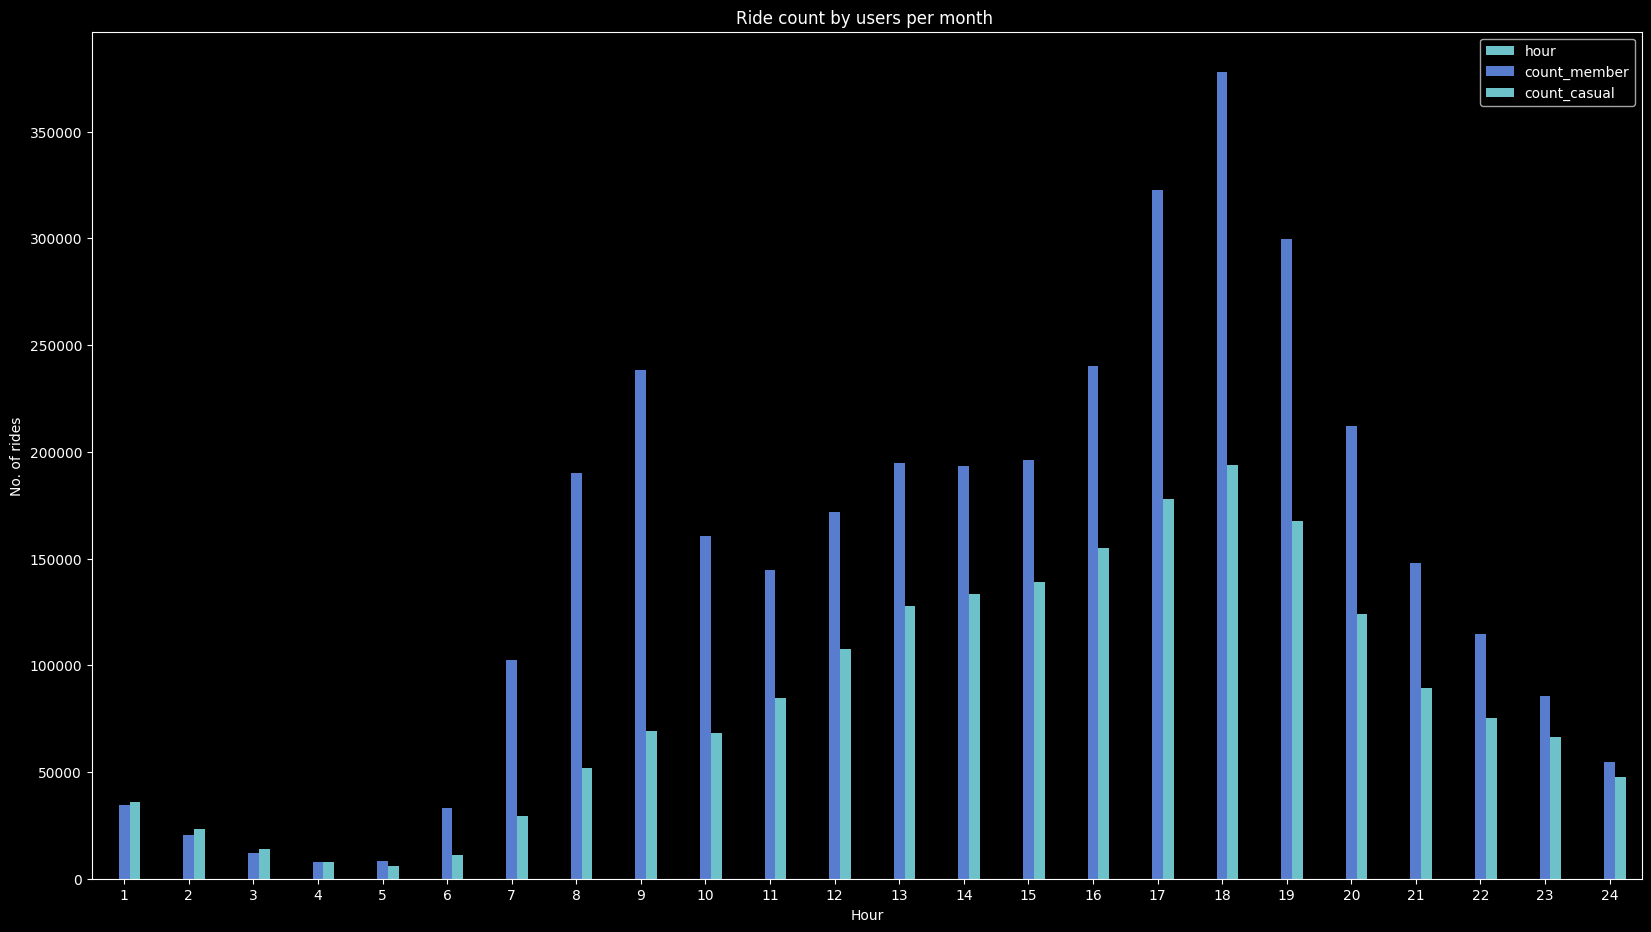 Ride count by users per month
hour
count_member
count_casual
350000
300000
250000
200000
150000
100000
50000
0
No. of rides
1 2 3 4 5 6 7 8 9 10 11 12 13 14 15 16 17 18 19 20 21 22 23 24
Hour